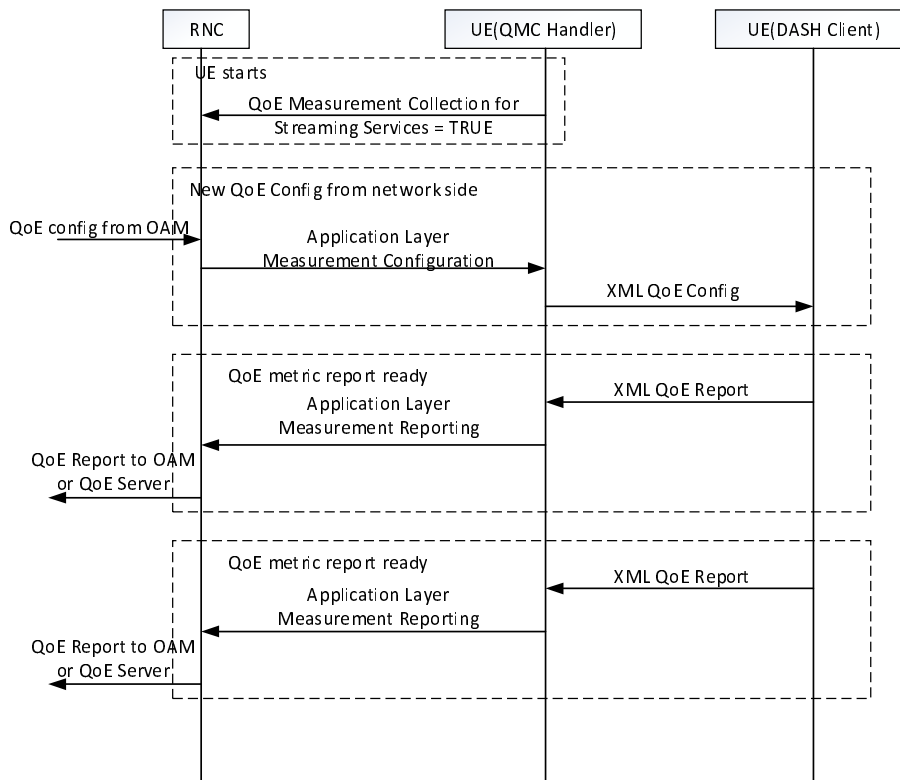 RNC
UE(QMC Handler)
UE(DASH Client)
UE starts
QoE Measurement Collection for
Streaming Services = TRUE
New QoE Config from network side
QoE config from OAM
Application Layer
Measurement Configuration
XML QoE Config
QoE metric report ready
XML QoE Report
Application Layer
Measurement Reporting
QoE Report to OAM
or QoE Server
QoE metric report ready
XML QoE Report
Application Layer
Measurement Reporting
QoE Report to OAM
or QoE Server